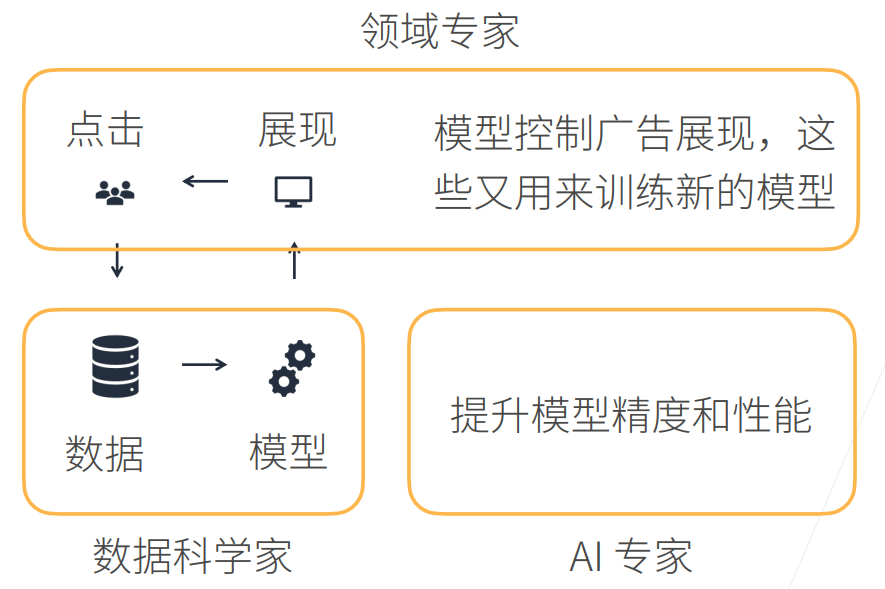 领域专家
点击
展现
模型控制广告展现，这
些又用来训练新的模型
数据
模型
提升模型精度和性能
数据科学家
AI 专家